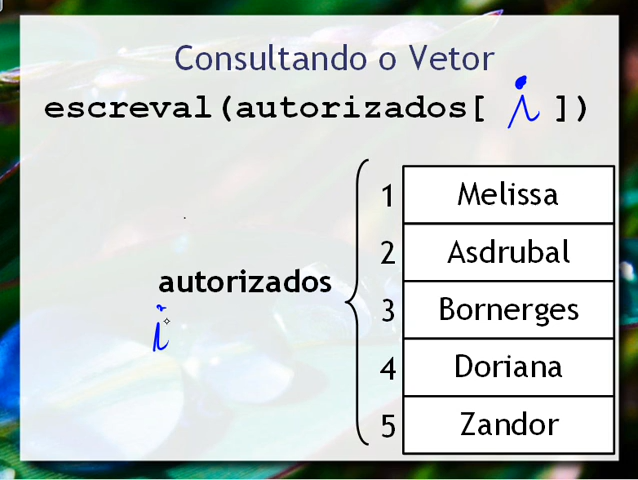 Consultando o Vetor
escreval(autorizados[ i ])
1 Melissa
2 Asdrubal
autorizados
3 Bornerges
i
4 Doriana
5 Zandor